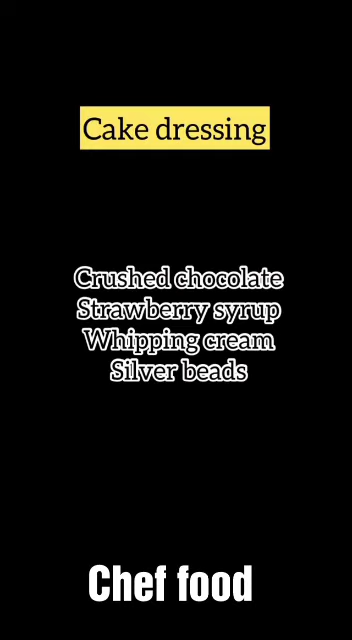 Cake dressing
Crushed chocolate
Strawberry syrup
Whipping cream
Silver beads
Chef food